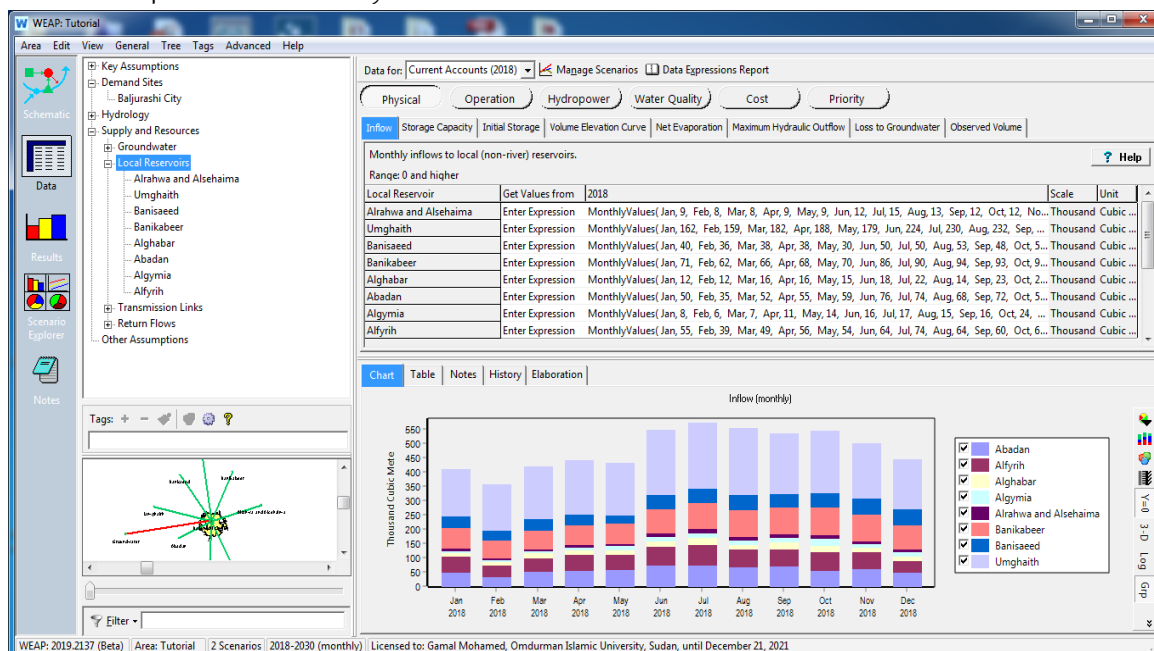 WEAP: Tutorial
Area Edit View General Tree Tags Advanced Help
Schematic
Data
Results
Scenario
Explorer
Notes
Key Assumptions
Demand Sites
Baljurashi City
Hydrology
Supply and Resources
Groundwater
Local Reservoirs
Alrahwa and Alsehaima
Umghaith
Banisaeed
Banikabeer
Alghabar
Abadan
Algymia
Alfyrih
Transmission Links
Return Flows
Other Assumptions
Tags:
Filter
Data for: Current Accounts (2018) Manage Scenarios Data Expressions Report
Physical Operation Hydropower Water Quality Cost Priority
Inflow Storage Capacity Initial Storage Volume Elevation Curve Net Evaporation Maximum Hydraulic Outflow Loss to Groundwater Observed Volume
Monthly inflows to local (non-river) reservoirs.
? Help
Range: 0 and higher
Local Reservoir Get Values from 2018 Scale Unit
Alrahwa and Alsehaima Enter Expression MonthlyValues( Jan, 9, Feb, 8, Mar, 8, Apr, 9, May, 9, Jun, 12, Jul, 15, Aug, 13, Sep, 12, Oct, 12, No... Thousand Cubic ...
Umghaith Enter Expression MonthlyValues( Jan, 162, Feb, 159, Mar, 182, Apr, 188, May, 179, Jun, 224, Jul, 230, Aug, 232, Sep, ... Thousand Cubic ...
Banisaeed Enter Expression MonthlyValues( Jan, 40, Feb, 36, Mar, 38, Apr, 38, May, 30, Jun, 50, Jul, 50, Aug, 53, Sep, 48, Oct, 5... Thousand Cubic ...
Banikabeer Enter Expression MonthlyValues( Jan, 71, Feb, 62, Mar, 66, Apr, 68, May, 70, Jun, 86, Jul, 90, Aug, 94, Sep, 93, Oct, 9... Thousand Cubic ...
Alghabar Enter Expression MonthlyValues( Jan, 12, Feb, 12, Mar, 16, Apr, 16, May, 15, Jun, 18, Jul, 22, Aug, 14, Sep, 23, Oct, 2... Thousand Cubic ...
Abadan Enter Expression MonthlyValues( Jan, 50, Feb, 35, Mar, 52, Apr, 55, May, 59, Jun, 76, Jul, 74, Aug, 68, Sep, 72, Oct, 5... Thousand Cubic ...
Algymia Enter Expression MonthlyValues( Jan, 8, Feb, 6, Mar, 7, Apr, 11, May, 14, Jun, 16, Jul, 17, Aug, 15, Sep, 16, Oct, 24, ... Thousand Cubic ...
Alfyrih Enter Expression MonthlyValues( Jan, 55, Feb, 39, Mar, 49, Apr, 56, May, 54, Jun, 64, Jul, 74, Aug, 64, Sep, 60, Oct, 6... Thousand Cubic ...
Chart Table Notes History Elaboration
Inflow (monthly)
Thousand Cubic Mete
550
500
450
400
350
300
250
200
150
100
50
0
Jan Feb Mar Apr May Jun Jul Aug Sep Oct Nov Dec
2018 2018 2018 2018 2018 2018 2018 2018 2018 2018 2018 2018
Abadan
Alfyrih
Alghabar
Algymia
Alrahwa and Alsehaima
Banikabeer
Banisaeed
Umghaith
Y=0
3-D
Log
Grp
WEAP: 2019.2137 (Beta) Area: Tutorial 2 Scenarios 2018-2030 (monthly) Licensed to: Gamal Mohamed, Omdurman Islamic University, Sudan, until December 21, 2021